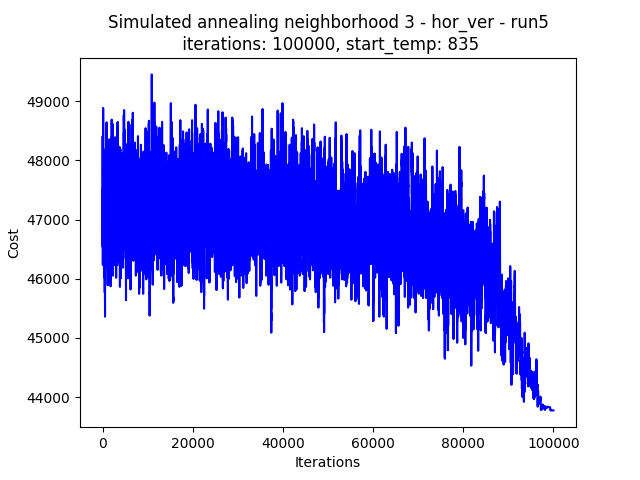 Simulated annealing neighborhood 3 - hor_ver - run5
iterations: 100000, start_temp: 835
49000
48000
47000
46000
45000
44000
Cost
0 20000 40000 60000 80000 100000
Iterations